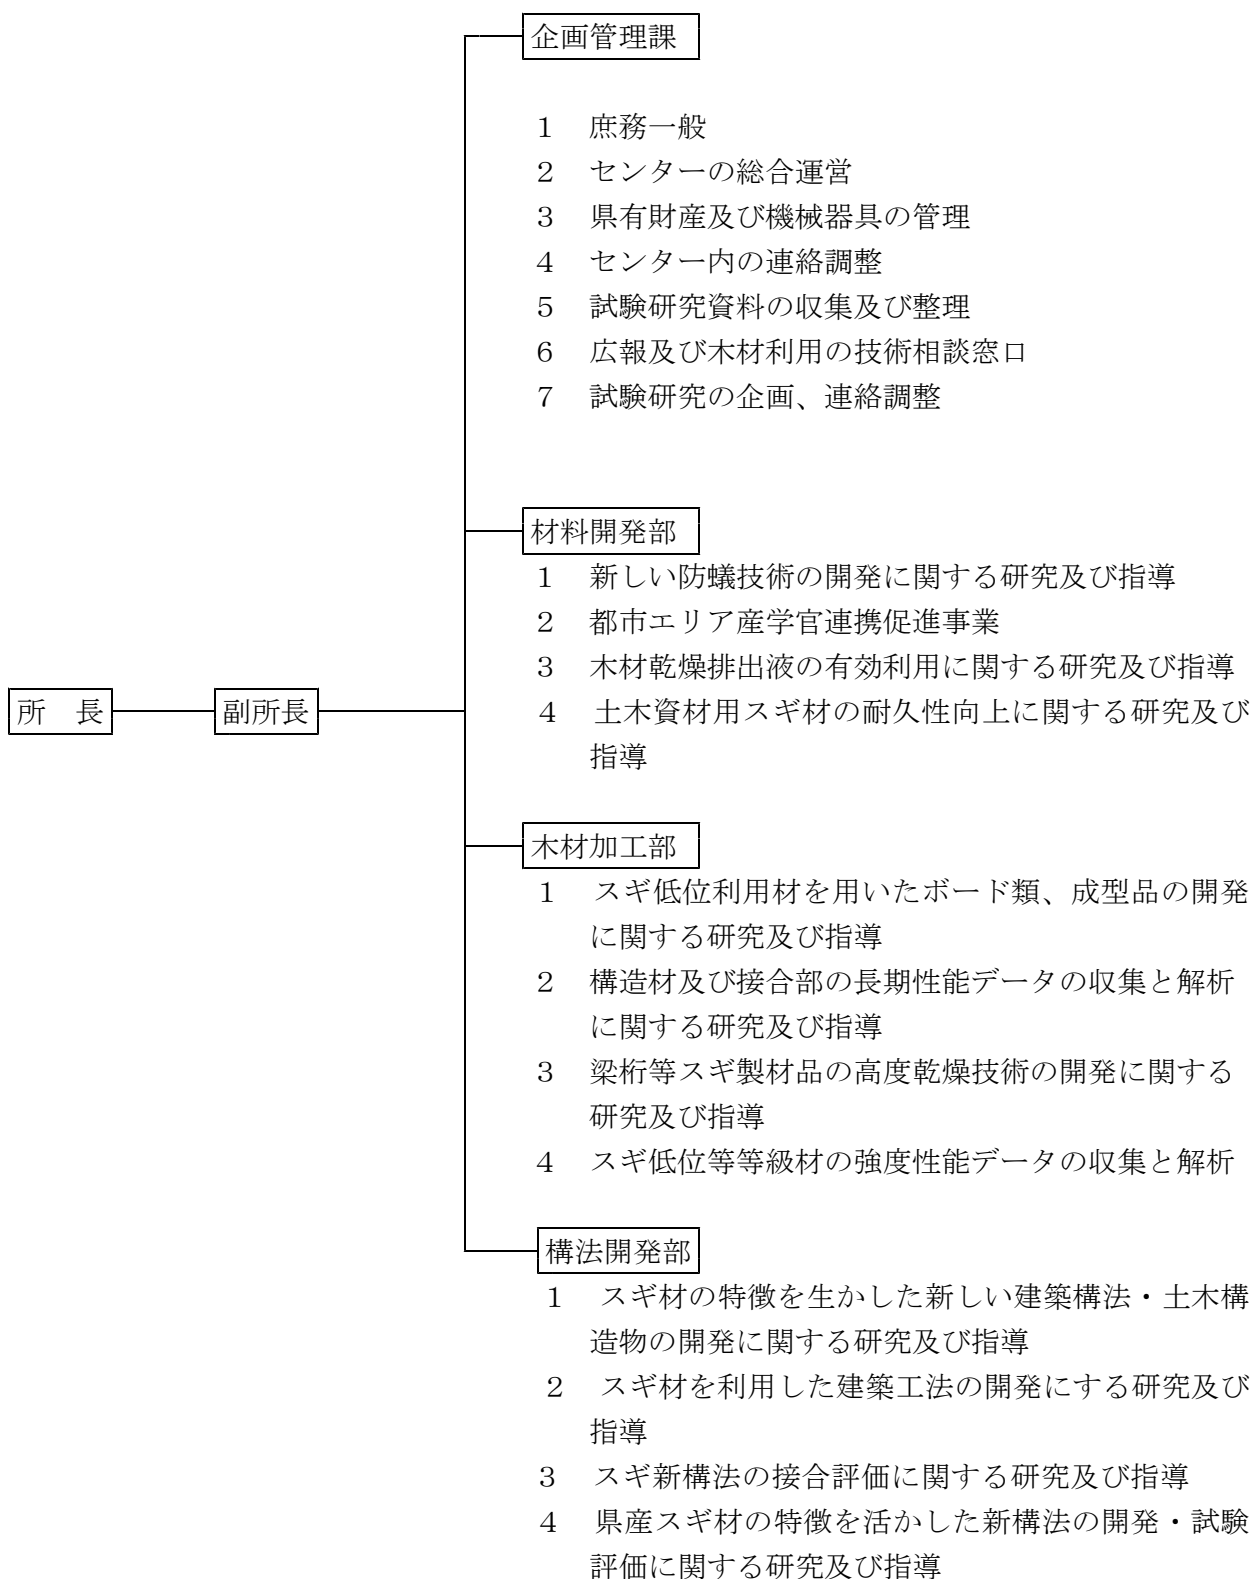 企画管理課
１　庶務一般
２　センターの総合運営
３　県有財産及び機械器具の管理
４　センター内の連絡調整
５　試験研究資料の収集及び整理
６　広報及び木材利用の技術相談窓口
７　試験研究の企画、連絡調整
材料開発部
１　新しい防蟻技術の開発に関する研究及び指導
２　都市エリア産学官連携促進事業
３　木材乾燥排出液の有効利用に関する研究及び指導
所　長　副所長
４　土木資材用スギ材の耐久性向上に関する研究及び
指導
木材加工部
１　スギ低位利用材を用いたボード類、成型品の開発
に関する研究及び指導
２　構造材及び接合部の長期性能データの収集と解析
に関する研究及び指導
３　梁桁等スギ製材品の高度乾燥技術の開発に関する
研究及び指導
４　スギ低位等等級材の強度性能データの収集と解析
構法開発部
１　スギ材の特徴を生かした新しい建築構法・土木構
造物の開発に関する研究及び指導
２　スギ材を利用した建築工法の開発にする研究及び
指導
３　スギ新構法の接合評価に関する研究及び指導
４　県産スギ材の特徴を活かした新構法の開発・試験
評価に関する研究及び指導